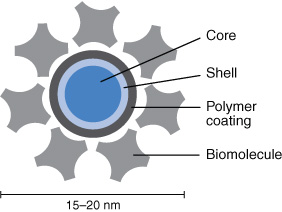 Core
Shell
Polymer
coating
Biomolecule
15–20 nm